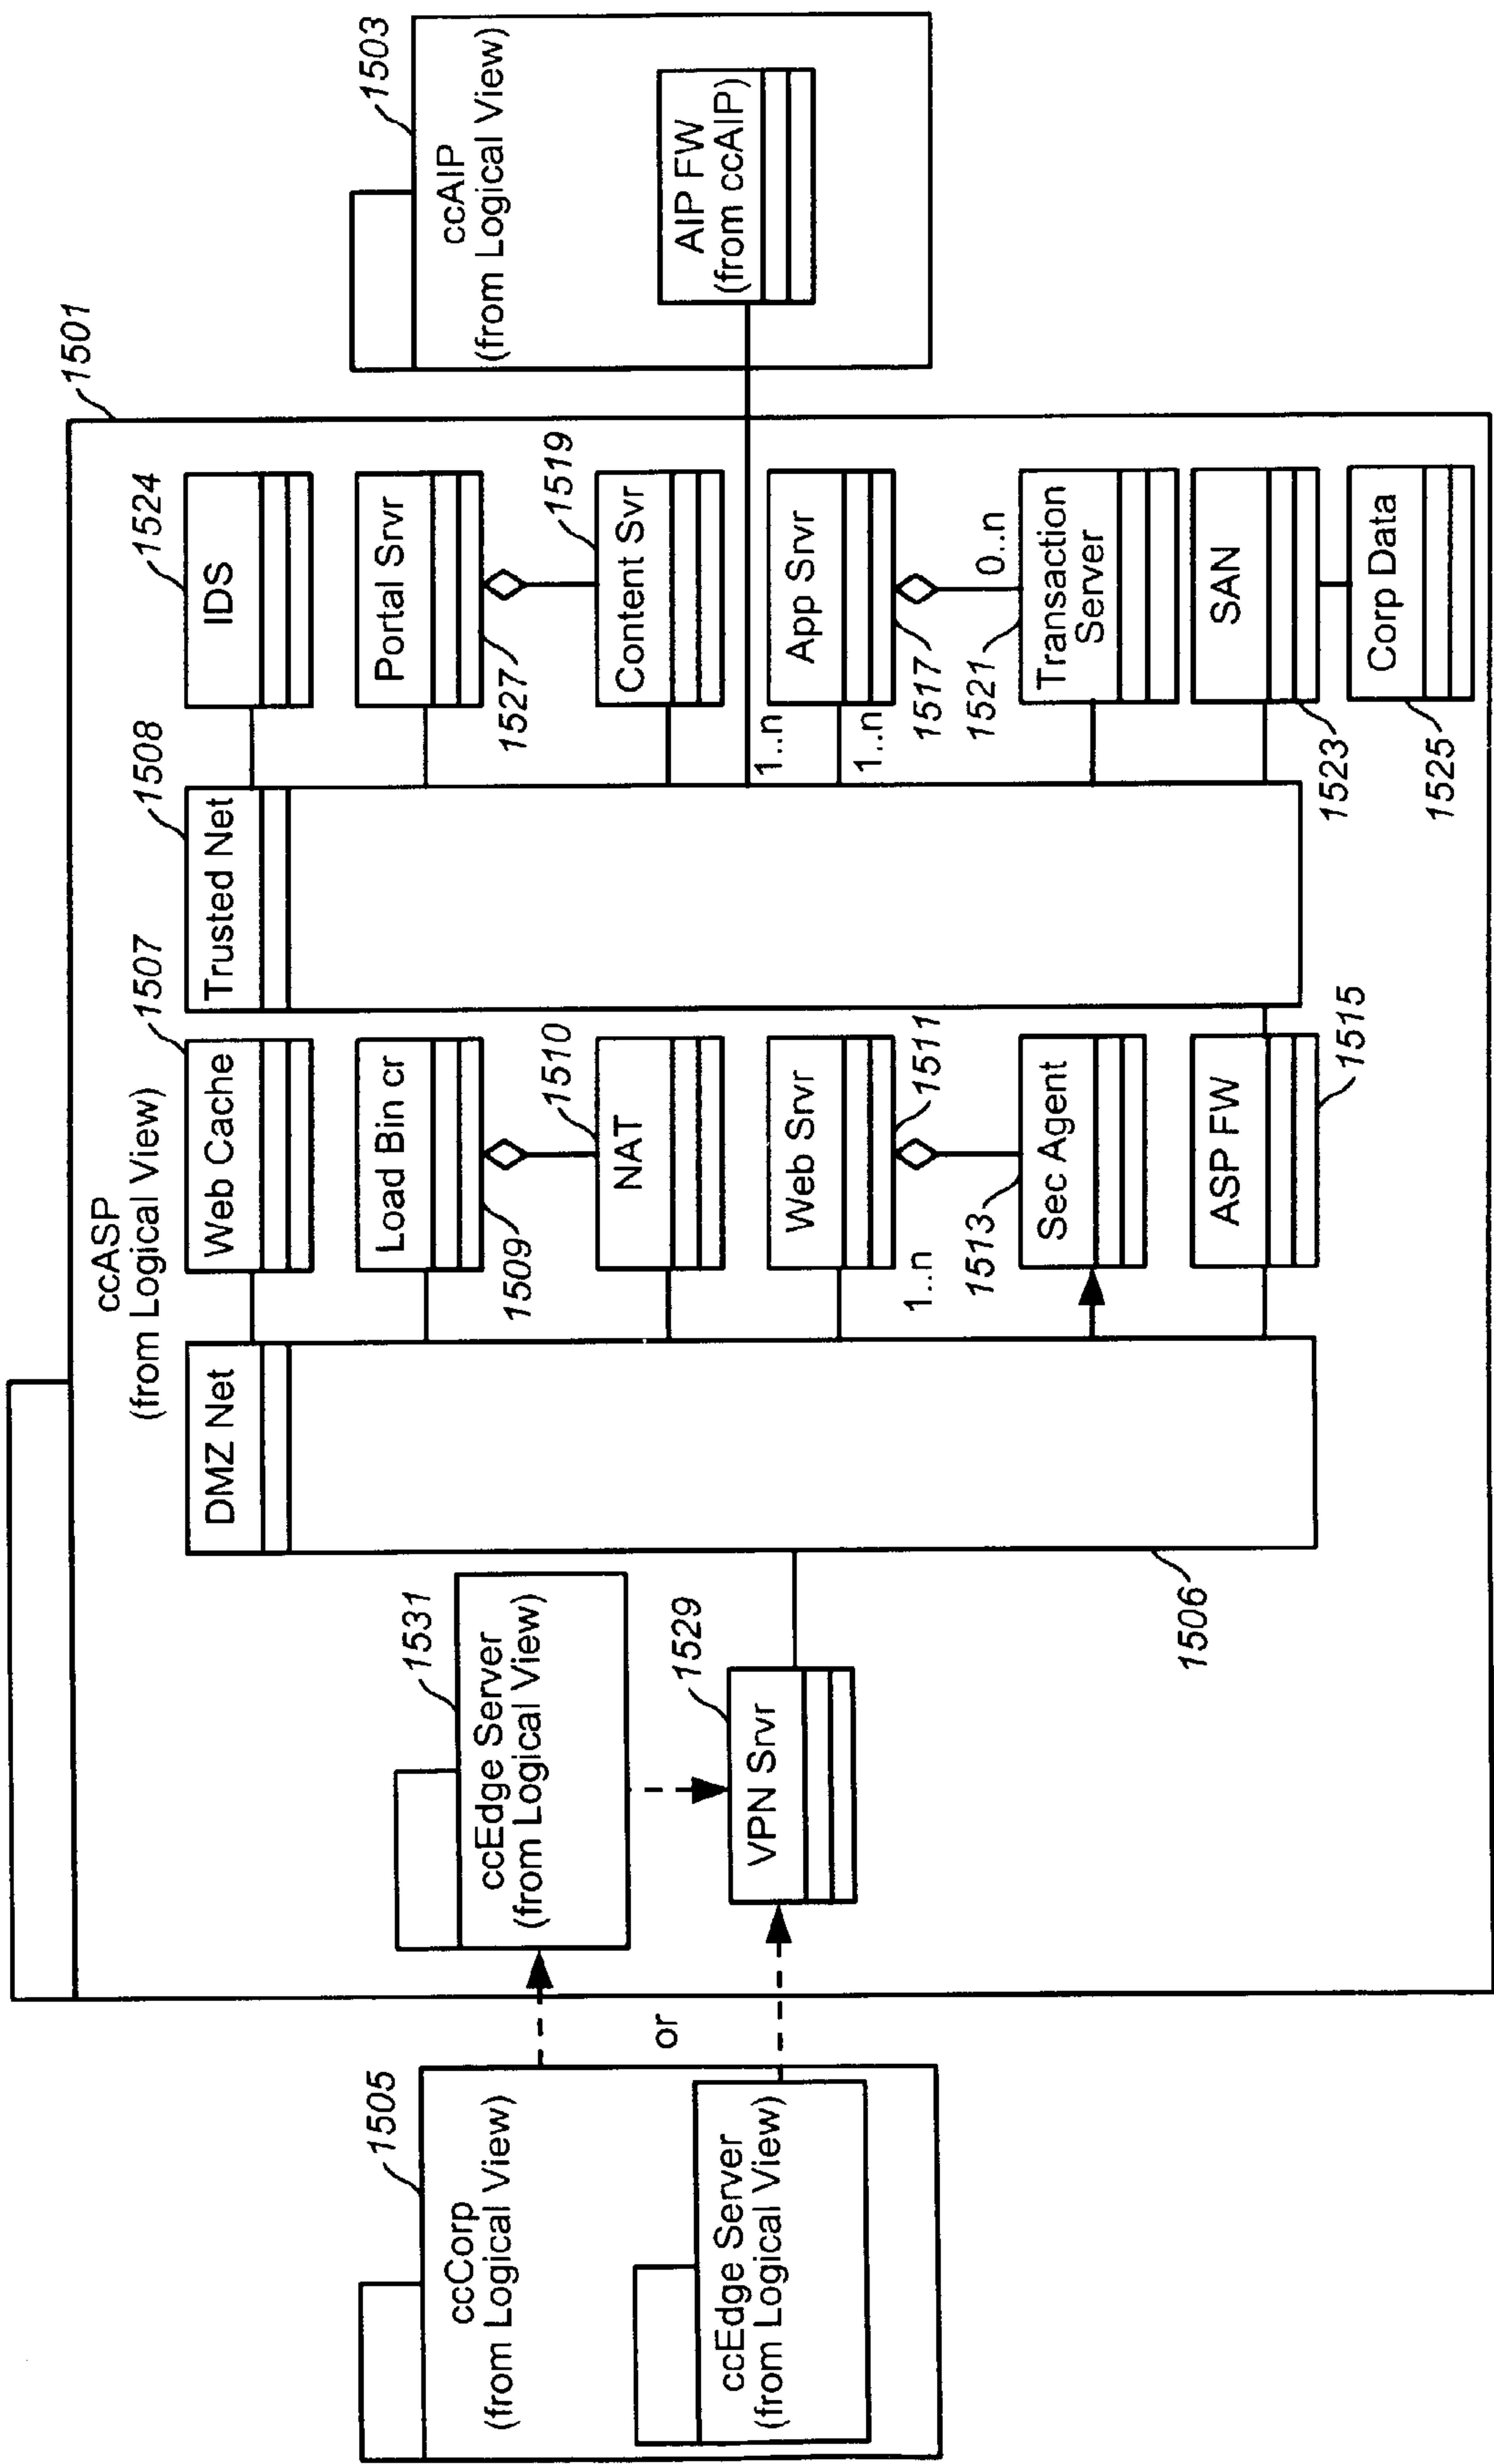 1501
1503
1505
ccASP
(from Logical View)
1507
1508
1524
ccAIP
(from Logical View)
AIP FW
(from ccAIP)
ccCorp
(from Logical View)
ccEdge Server
(from Logical View)
or
1531
ccEdge Server
(from Logical View)
1529
VPN Srvr
DMZ Net
1506
Web Cache
Load Bin cr
1509
1510
NAT
Web Srvr
1511
1..n
1513
Sec Agent
ASP FW
1515
Trusted Net
IDS
Portal Srvr
1527
1519
Content Svr
1..n
App Srvr
1..n
1517
0..n
1521
Transaction
Server
SAN
1523
Corp Data
1525